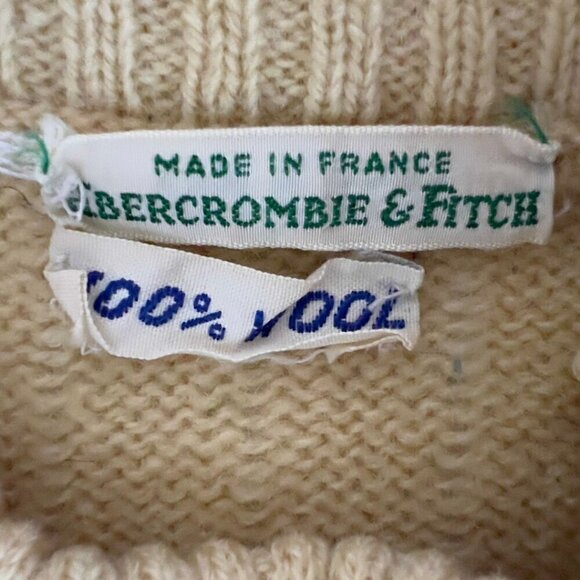 MADE IN FRANCE
ABERCROMBIE & FITCH
100% WOOL